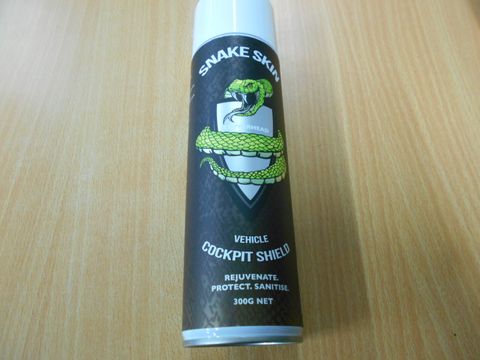 SNAKE SKIN
VEHICLE
COCKPIT SHIELD
REJUVENATE.
PROTECT. SANITISE.
300G NET